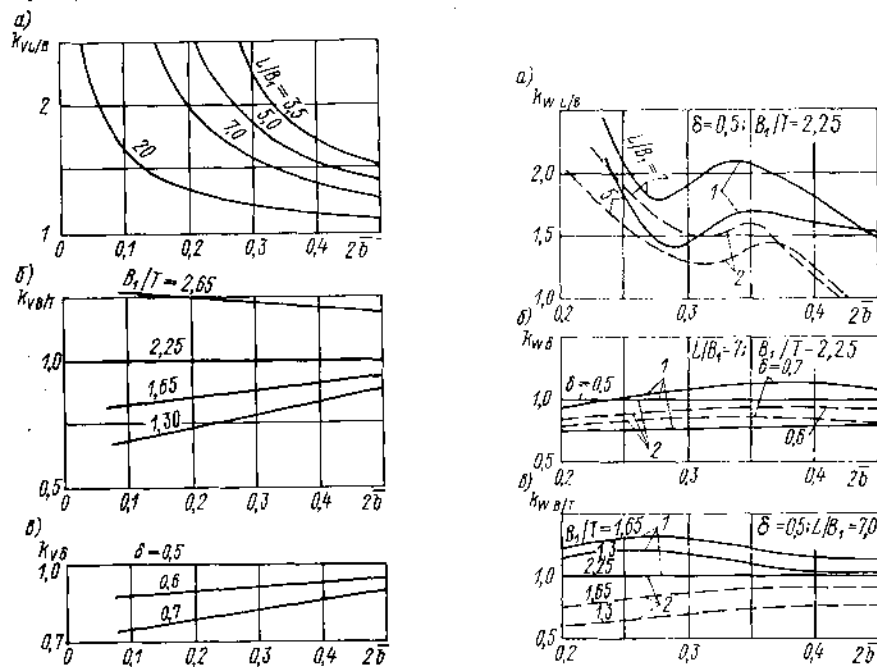 а)
k_VL/B
2
1
L/B₁=3,5
5,0
7,0
20
0 0,1 0,2 0,3 0,4 2b̄
б)
k_VB/T
B₁/T=2,65
2,25
1,65
1,30
1,0
0,5
0 0,1 0,2 0,3 0,4 2b̄
в)
k_Vδ
δ=0,5
1,0
0,6
0,7
0,7
0 0,1 0,2 0,3 0,4 2b̄
а)
k_W L/B
δ=0,5; B₁/T=2,25
2,0
L/B₁=7
5
1
1,5
2
1,0
0,2 0,3 0,4 2b̄
б)
k_Wδ
L/B₁=7; B₁/T=2,25
δ=0,7
δ=0,5
1
1,0
2
0,6
0,5
0,2 0,3 0,4 2b̄
в)
k_W B/T
B₁/T=1,65
1
δ=0,5; L/B₁=7,0
1,3
2,25
1,0
1,65
2
1,3
0,5
0,2 0,3 0,4 2b̄